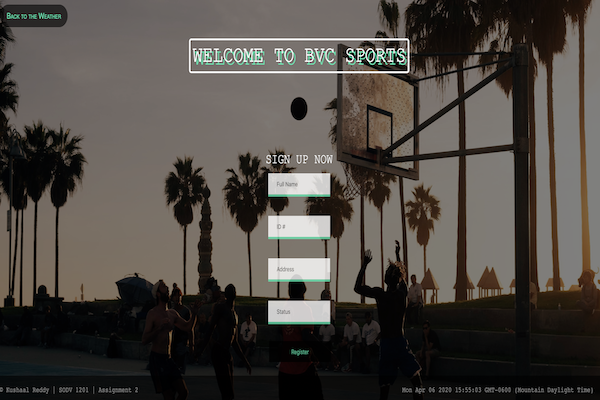 Back to the Weather
WELCOME TO BVC SPORTS
SIGN UP NOW
Full Name
ID #
Address
Status
Register
© Kushaal Reddy | SODV 1201 | Assignment 2
Mon Apr 06 2020 15:55:03 GMT-0600 (Mountain Daylight Time)